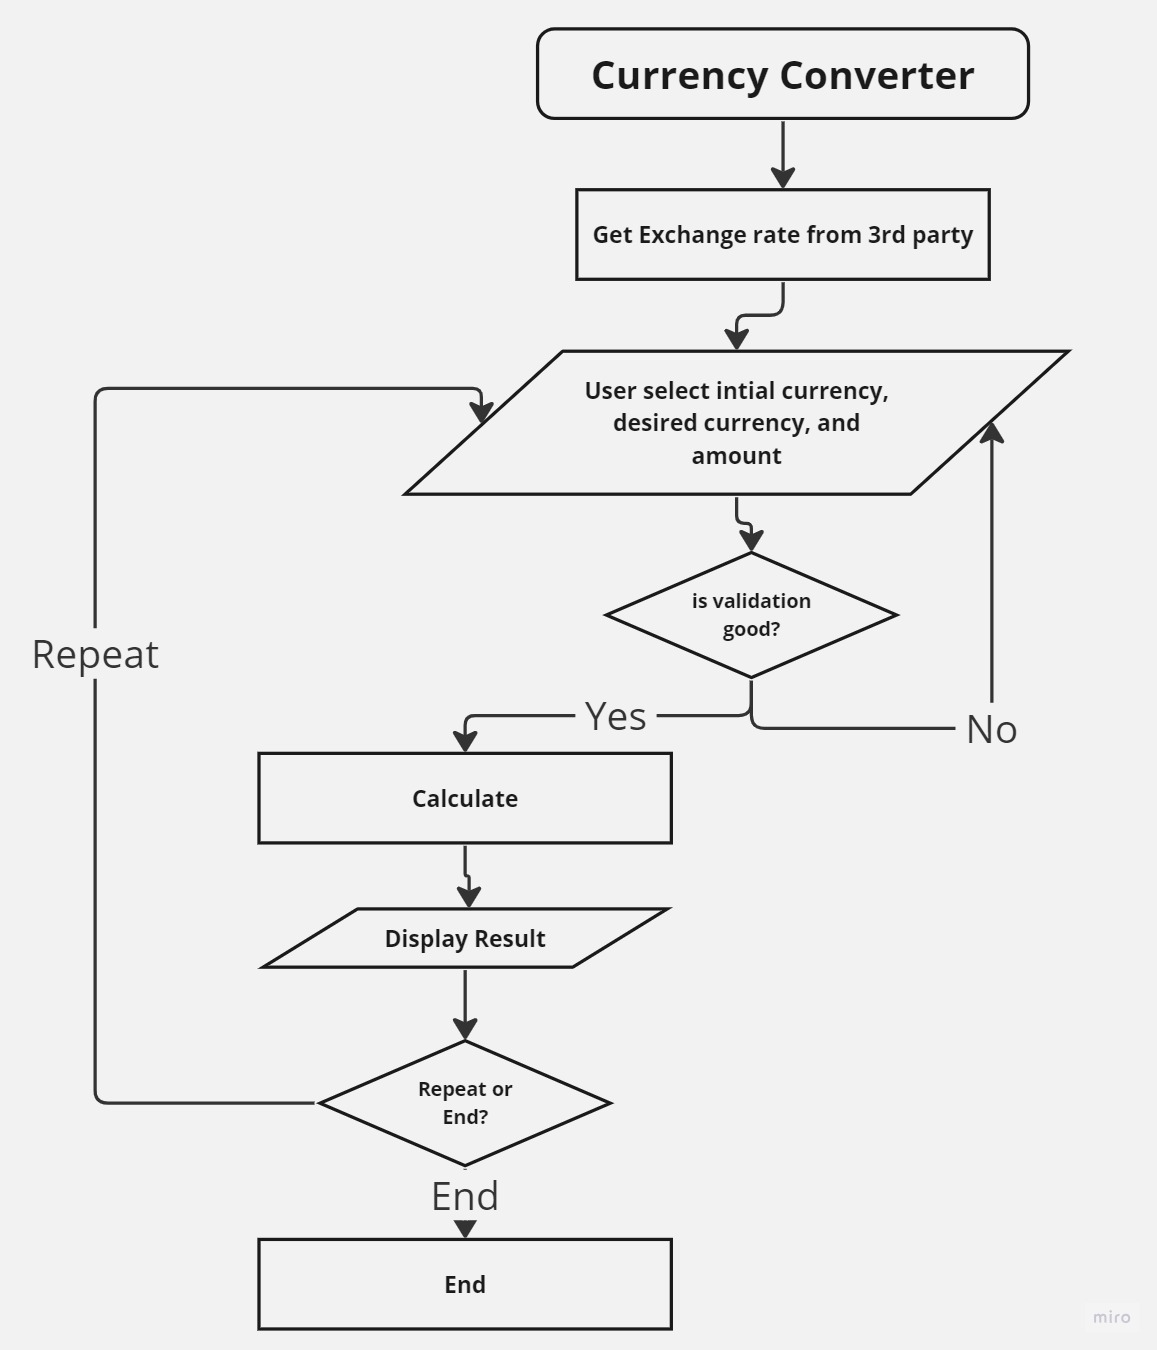 Currency Converter
Get Exchange rate from 3rd party
User select intial currency,
desired currency, and
amount
is validation
good?
Repeat
Yes
No
Calculate
Display Result
Repeat or
End?
End
End
miro